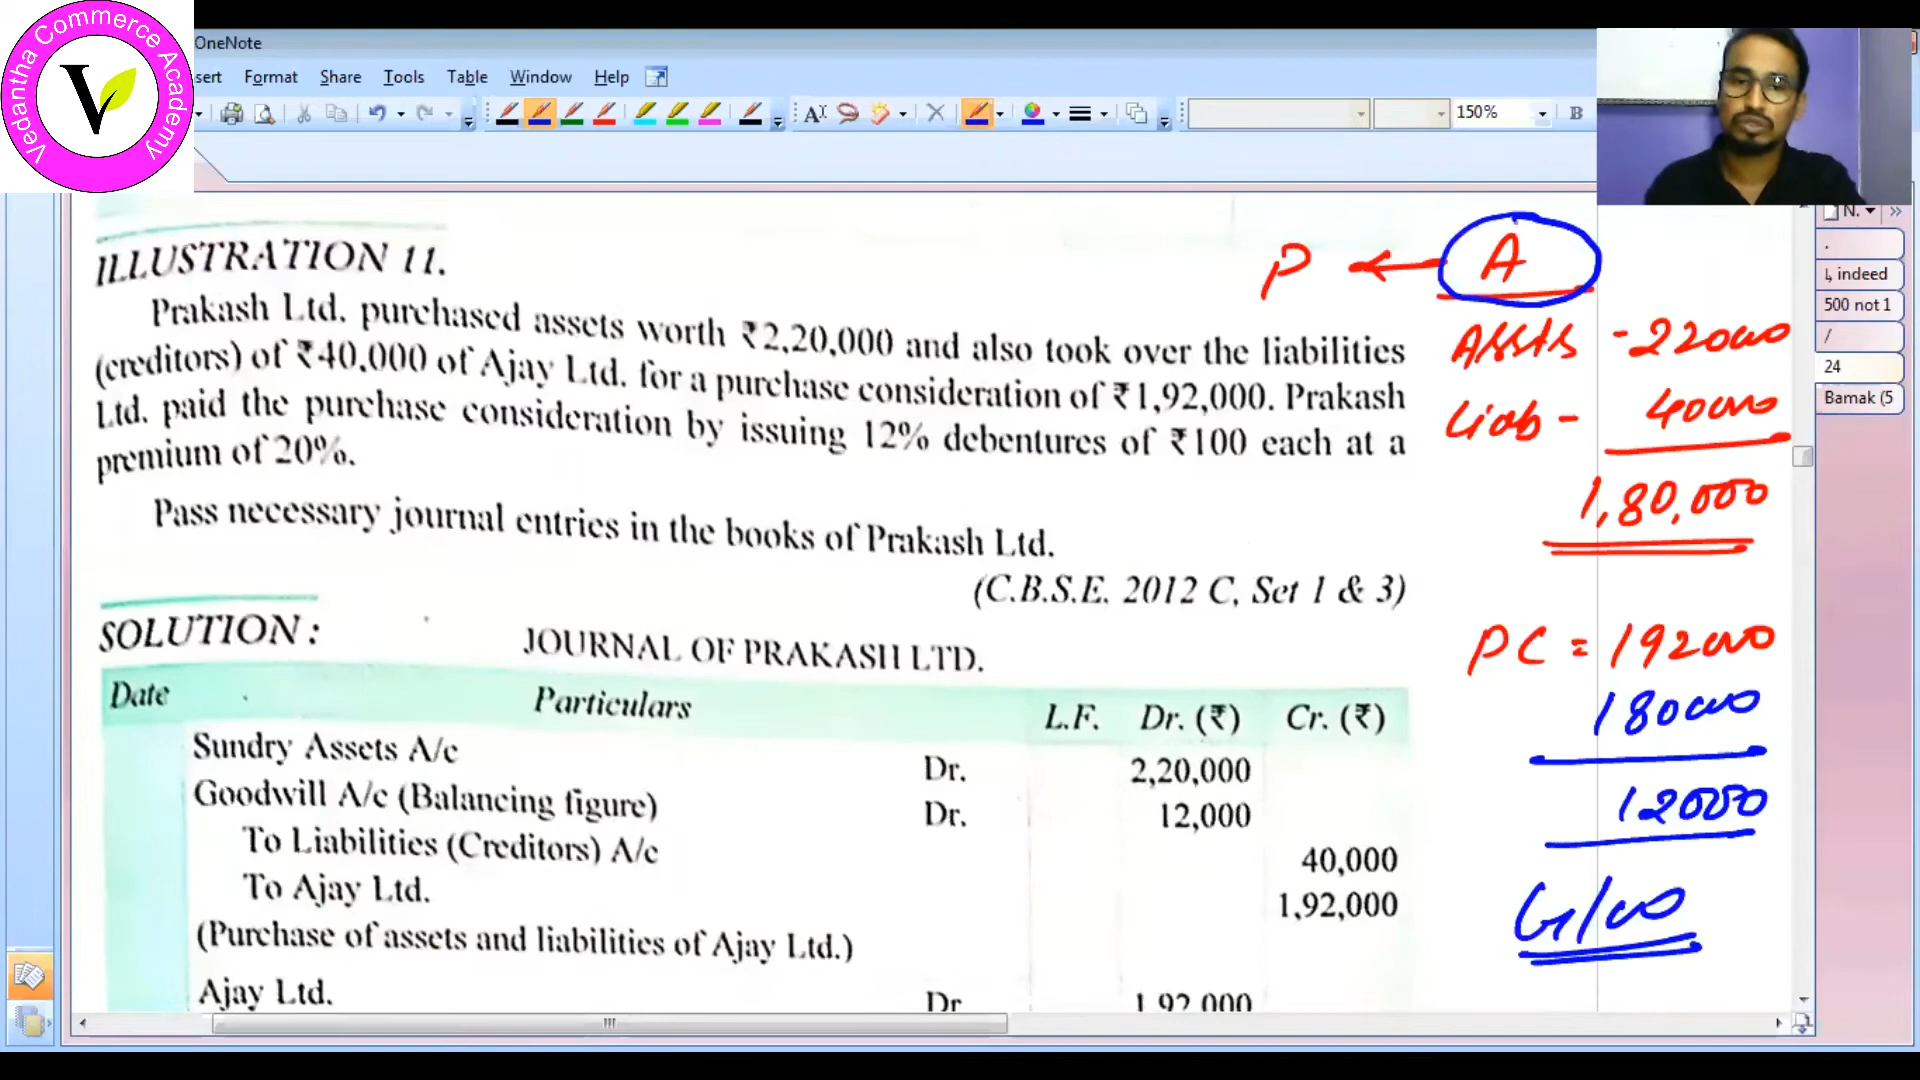 Vedantha Commerce Academy
V
OneNote
sert Format Share Tools Table Window Help
150% B
N.
.
indeed
500 not 1
/
24
Bamak (5
ILLUSTRATION 11.
Prakash Ltd. purchased assets worth ₹2,20,000 and also took over the liabilities
(creditors) of ₹40,000 of Ajay Ltd. for a purchase consideration of ₹1,92,000. Prakash
Ltd. paid the purchase consideration by issuing 12% debentures of ₹100 each at a
premium of 20%.
Pass necessary journal entries in the books of Prakash Ltd.
(C.B.S.E. 2012 C, Set 1 & 3)
SOLUTION :
JOURNAL OF PRAKASH LTD.
Date Particulars L.F. Dr. (₹) Cr. (₹)
Sundry Assets A/c Dr. 2,20,000
Goodwill A/c (Balancing figure) Dr. 12,000
To Liabilities (Creditors) A/c 40,000
To Ajay Ltd. 1,92,000
(Purchase of assets and liabilities of Ajay Ltd.)
Ajay Ltd. Dr 1,92,000
P ← A
Assts - 220000
Liab - 40000
1,80,000
PC = 192000
180000
12000
G/W